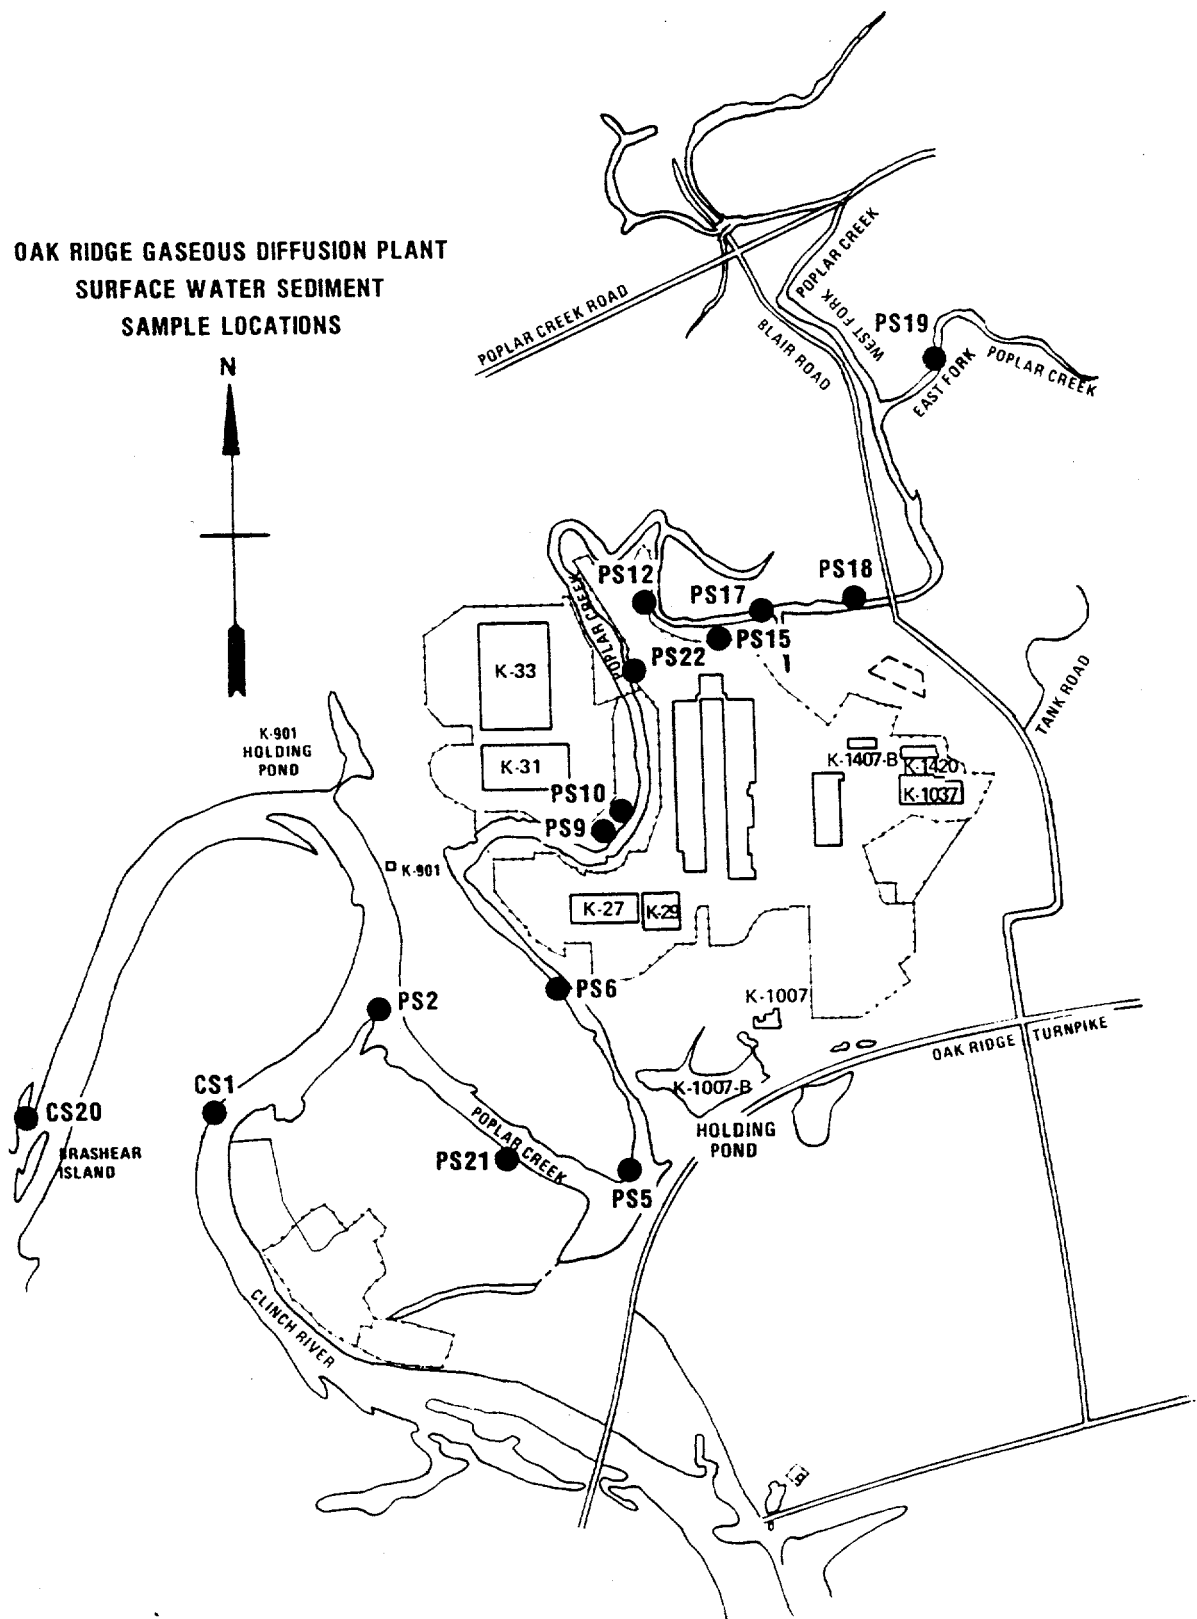 OAK RIDGE GASEOUS DIFFUSION PLANT
SURFACE WATER SEDIMENT
SAMPLE LOCATIONS
N
POPLAR CREEK ROAD
BLAIR ROAD
POPLAR CREEK
WEST FORK
PS19
EAST FORK
POPLAR CREEK
PS12
PS17
PS18
PS15
PS22
POPLAR CREEK
K-33
K-31
TANK ROAD
K-901
HOLDING
POND
K-1407-B
K-1420
K-1037
PS10
PS9
K-901
K-27
K-29
PS2
PS6
K-1007
OAK RIDGE TURNPIKE
K-1007-B
HOLDING
POND
CS1
CS20
BRASHEAR
ISLAND
POPLAR CREEK
PS21
PS5
CLINCH RIVER